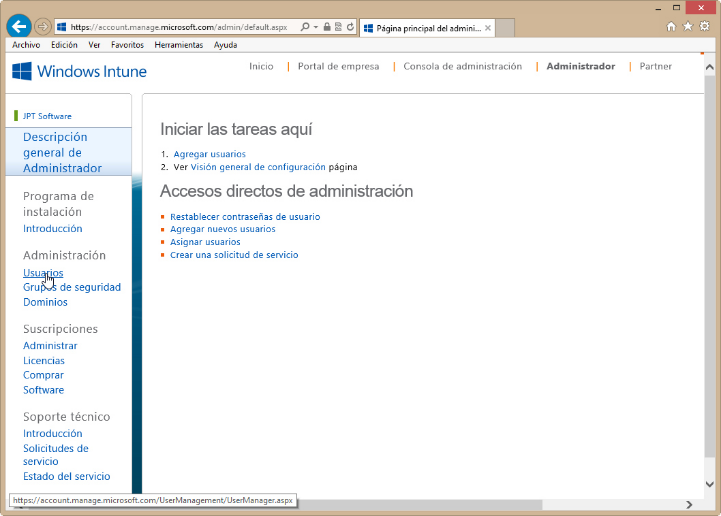 https://account.manage.microsoft.com/admin/default.aspx
Página principal del admini...
Archivo Edición Ver Favoritos Herramientas Ayuda
Windows Intune
Inicio | Portal de empresa | Consola de administración | Administrador | Partner
JPT Software
Descripción
general de
Administrador
Programa de
instalación
Introducción
Administración
Usuarios
Grupos de seguridad
Dominios
Suscripciones
Administrar
Licencias
Comprar
Software
Soporte técnico
Introducción
Solicitudes de
servicio
Estado del servicio
Iniciar las tareas aquí
1. Agregar usuarios
2. Ver Visión general de configuración página
Accesos directos de administración
Restablecer contraseñas de usuario
Agregar nuevos usuarios
Asignar usuarios
Crear una solicitud de servicio
https://account.manage.microsoft.com/UserManagement/UserManager.aspx